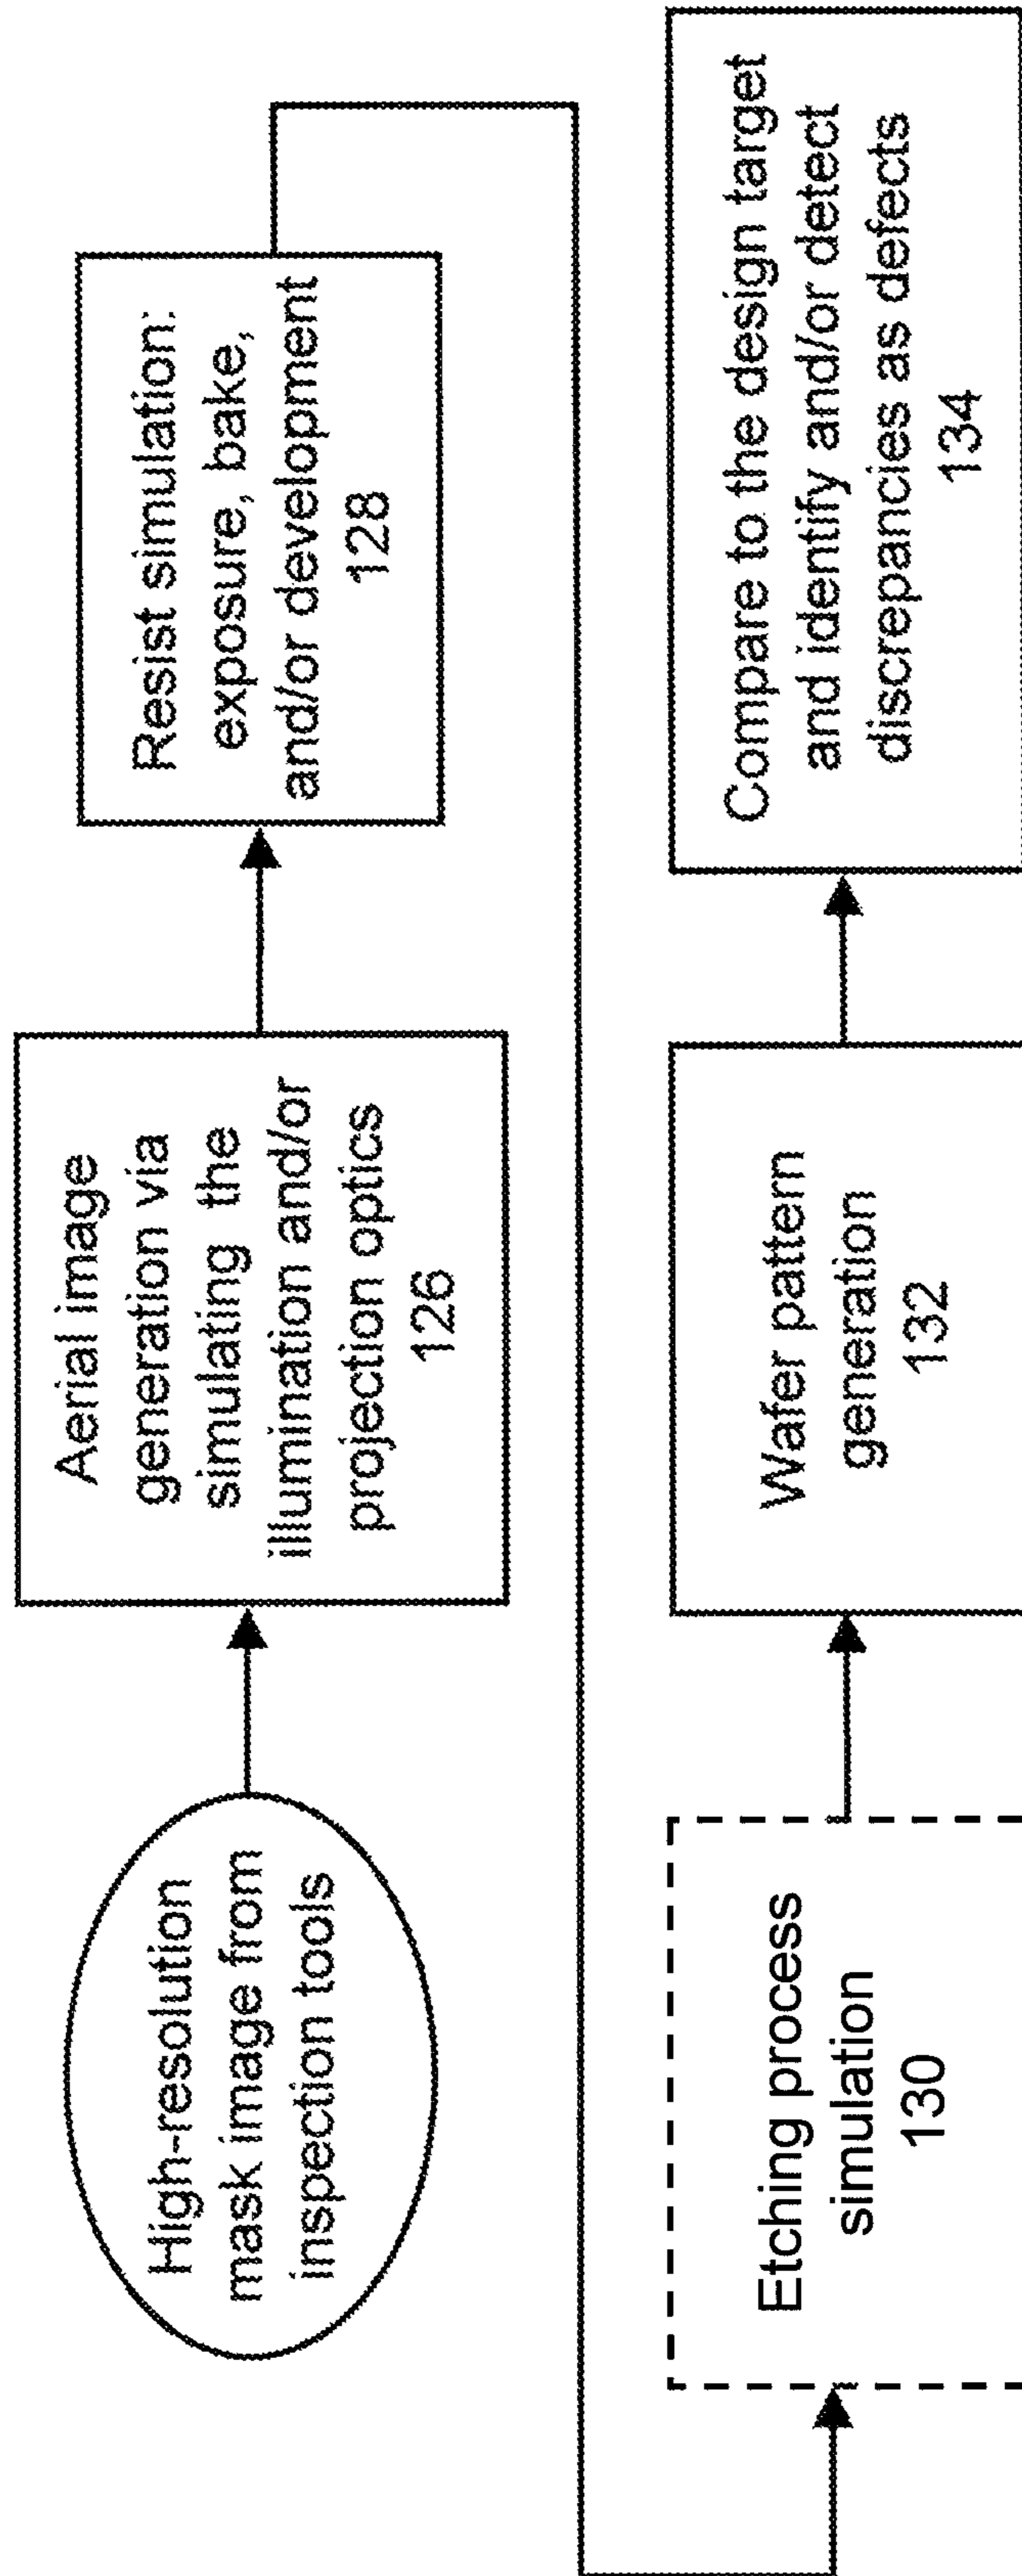 High-resolution
mask image from
inspection tools
Aerial image
generation via
simulating the
illumination and/or
projection optics
126
Resist simulation:
exposure, bake,
and/or development
128
Etching process
simulation
130
Wafer pattern
generation
132
Compare to the design target
and identify and/or detect
discrepancies as defects
134